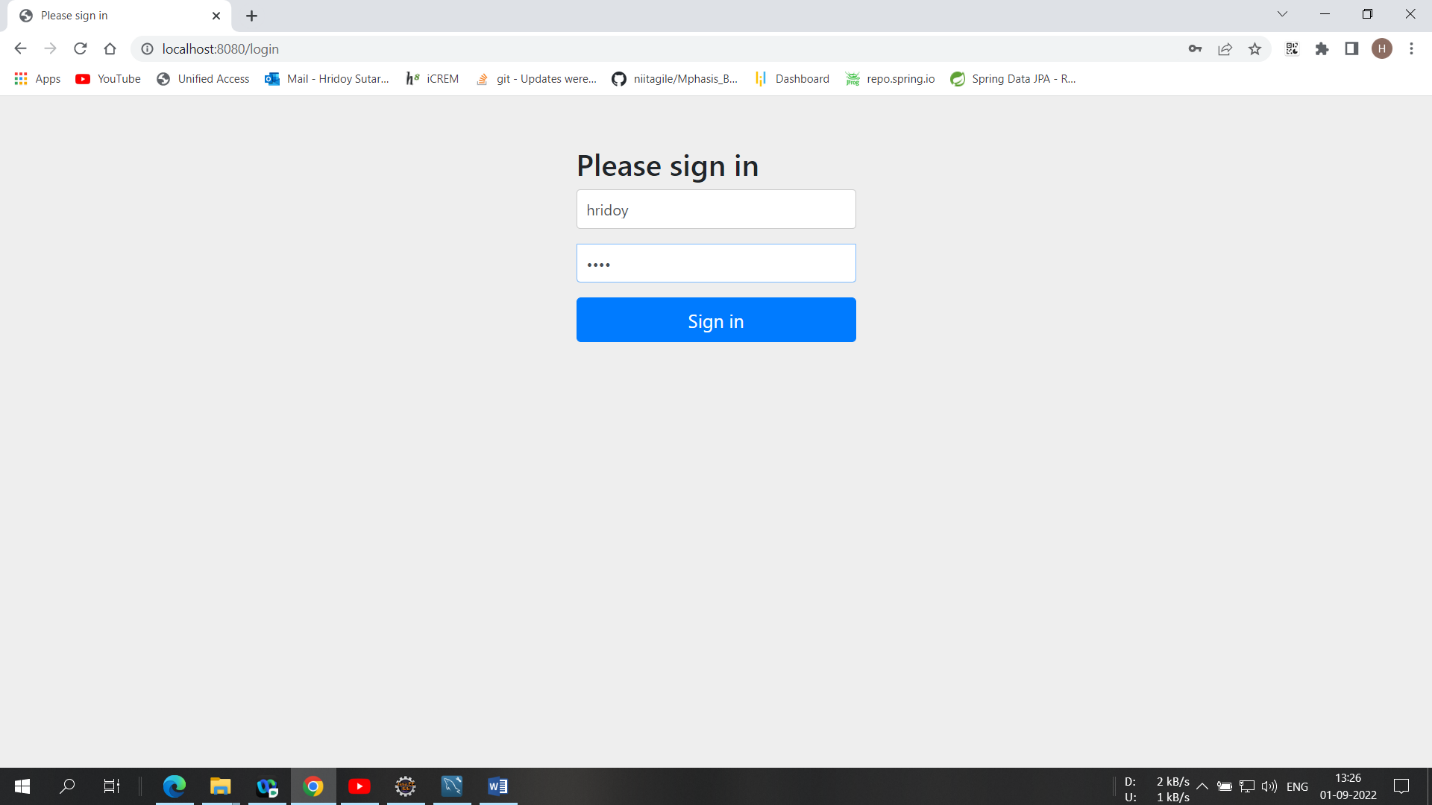 Please sign in
localhost:8080/login
H
Apps YouTube Unified Access Mail - Hridoy Sutar... iCREM git - Updates were... niitagile/Mphasis_B... Dashboard repo.spring.io Spring Data JPA - R...
Please sign in
hridoy
••••
Sign in
D: 2 kB/s
U: 1 kB/s
ENG
13:26
01-09-2022